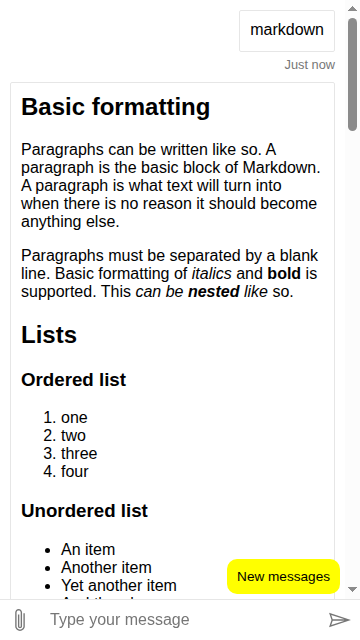 markdown
Just now
Basic formatting
Paragraphs can be written like so. A
paragraph is the basic block of Markdown.
A paragraph is what text will turn into
when there is no reason it should become
anything else.
Paragraphs must be separated by a blank
line. Basic formatting of italics and bold is
supported. This can be nested like so.
Lists
Ordered list
1. one
2. two
3. three
4. four
Unordered list
• An item
• Another item
• Yet another item
New messages
Type your message